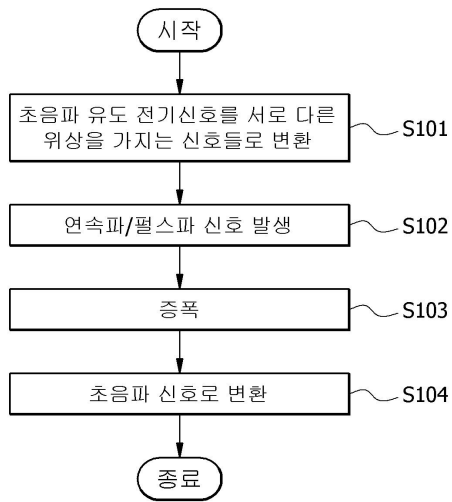 시작
초음파 유도 전기신호를 서로 다른
위상을 가지는 신호들로 변환
S101
연속파/펄스파 신호 발생
S102
증폭
S103
초음파 신호로 변환
S104
종료